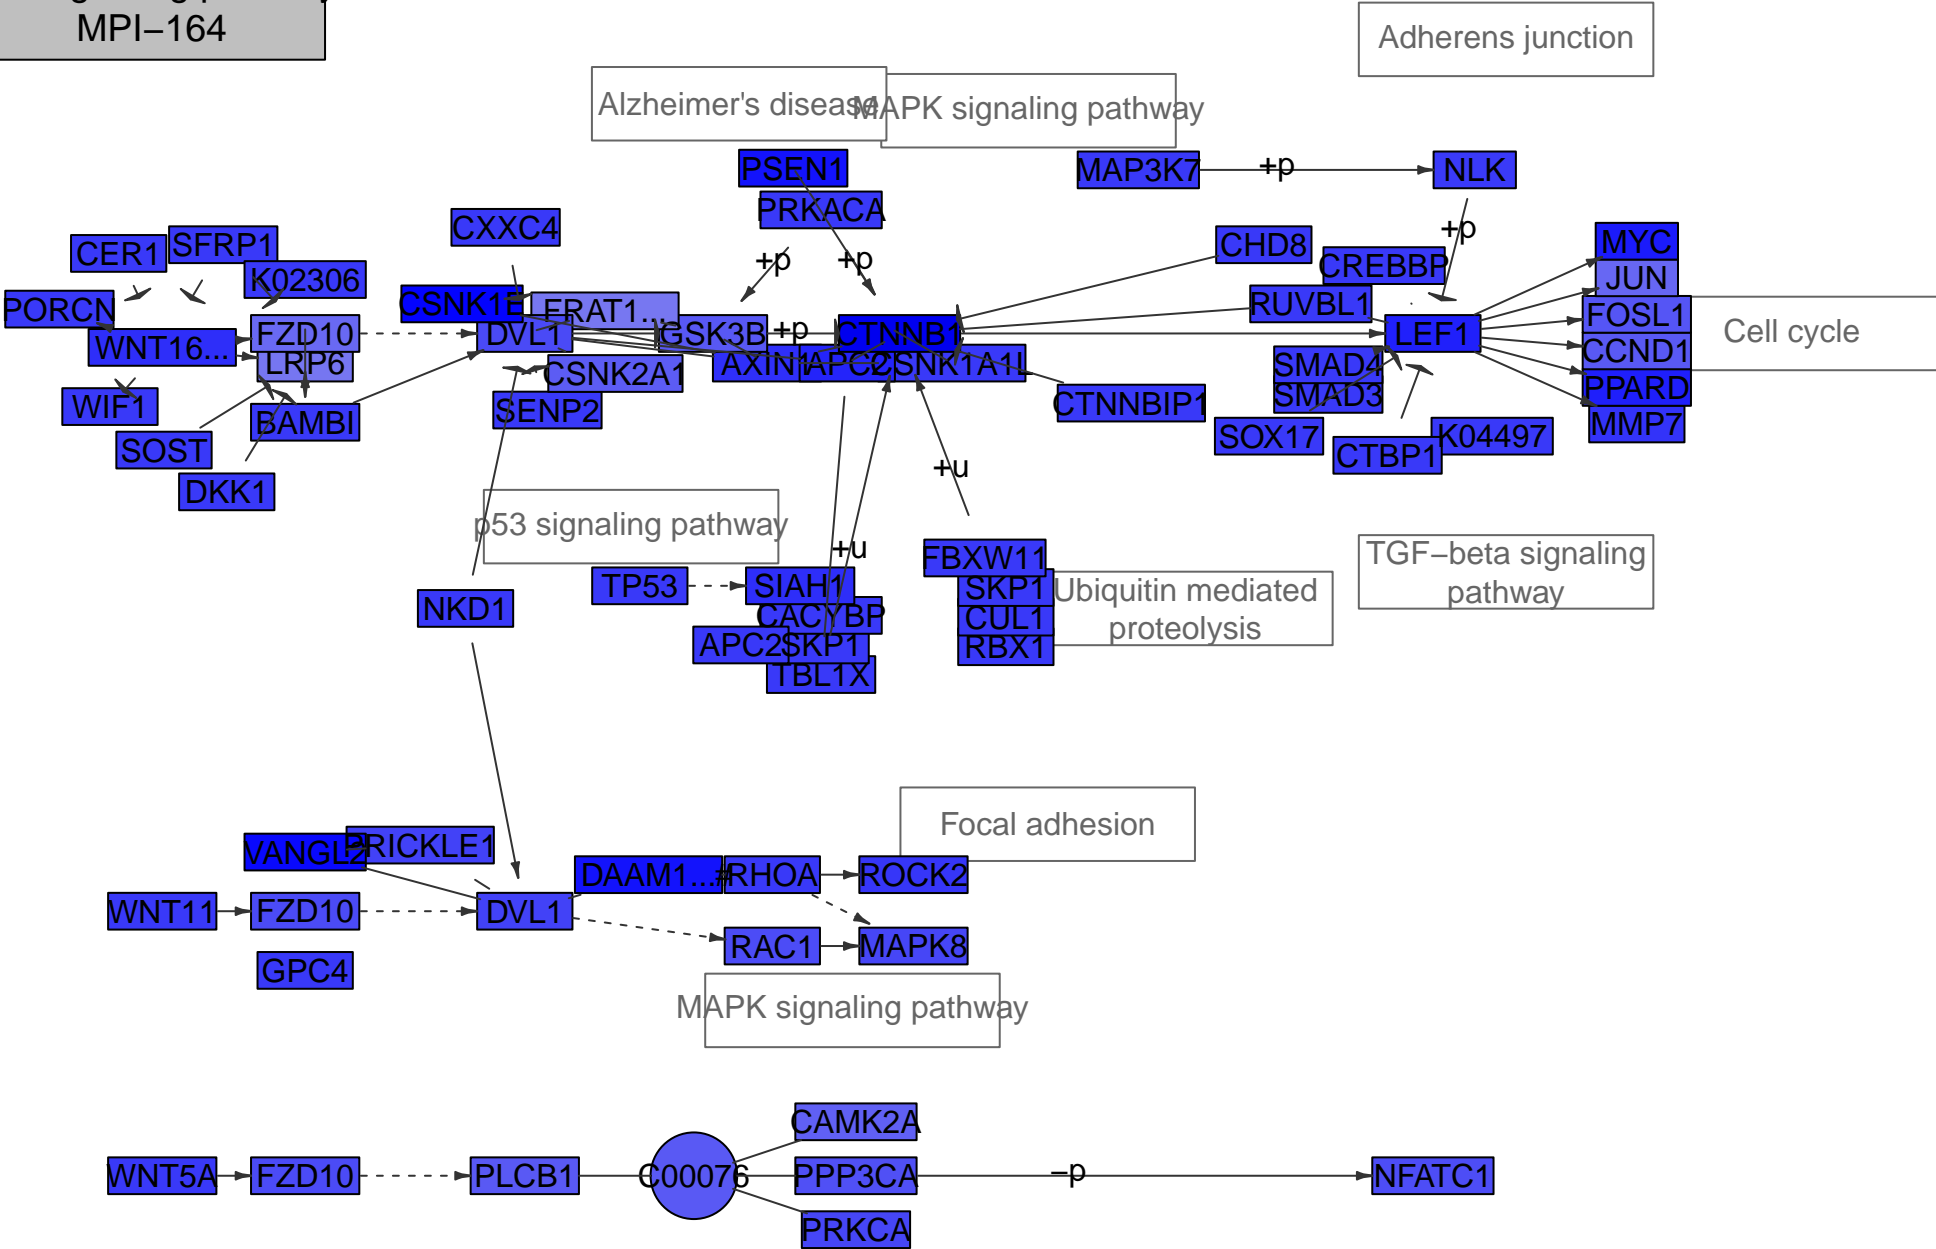 MPI−164
Adherens junction
Alzheimer's disease
MAPK signaling pathway
PSEN1
MAP3K7
+p
NLK
PRKACA
CXXC4
CER1
SFRP1
K02306
+p
+p
CHD8
CREBBP
+p
MYC
JUN
PORCN
CSNK1E
FRAT1...
RUVBL1
FOSL1
WNT16...
FZD10
DVL1
GSK3B
+p
CTNNB1
LEF1
Cell cycle
LRP6
CSNK2A1
AXIN1
APC2
CSNK1A1L
SMAD4
CCND1
WIF1
BAMBI
SENP2
CTNNBIP1
SMAD3
PPARD
SOST
SOX17
CTBP1
K04497
MMP7
DKK1
+u
p53 signaling pathway
+u
FBXW11
TGF−beta signaling
pathway
NKD1
TP53
SIAH1
SKP1
Ubiquitin mediated
proteolysis
CACYBP
CUL1
APC2
SKP1
RBX1
TBL1X
Focal adhesion
VANGL2
PRICKLE1
DAAM1...#
RHOA
ROCK2
WNT11
FZD10
DVL1
RAC1
MAPK8
GPC4
MAPK signaling pathway
CAMK2A
WNT5A
FZD10
PLCB1
C00076
PPP3CA
−p
NFATC1
PRKCA